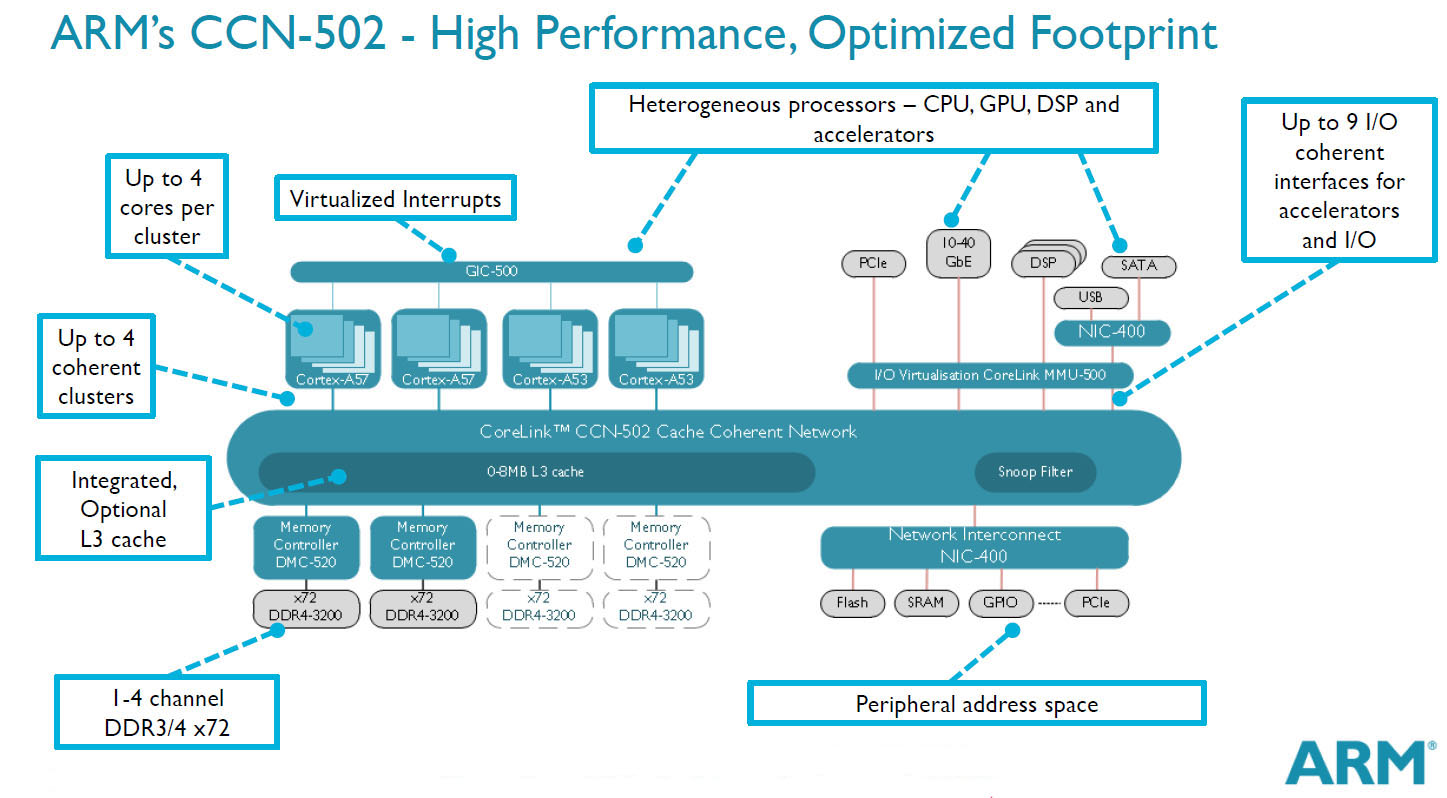 ARM's CCN-502 - High Performance, Optimized Footprint
Heterogeneous processors – CPU, GPU, DSP and
accelerators
Up to 9 I/O
coherent
interfaces for
accelerators
and I/O
Up to 4
cores per
cluster
Virtualized Interrupts
GIC-500
PCIe
10-40
GbE
DSP
SATA
USB
NIC-400
Up to 4
coherent
clusters
Cortex-A57
Cortex-A57
Cortex-A53
Cortex-A53
I/O Virtualisation CoreLink MMU-500
CoreLink™ CCN-502 Cache Coherent Network
0-8MB L3 cache
Snoop Filter
Integrated,
Optional
L3 cache
Memory
Controller
DMC-520
Memory
Controller
DMC-520
Memory
Controller
DMC-520
Memory
Controller
DMC-520
Network Interconnect
NIC-400
x72
DDR4-3200
x72
DDR4-3200
x72
DDR4-3200
x72
DDR4-3200
Flash
SRAM
GPIO
PCIe
1-4 channel
DDR3/4 x72
Peripheral address space
ARM®